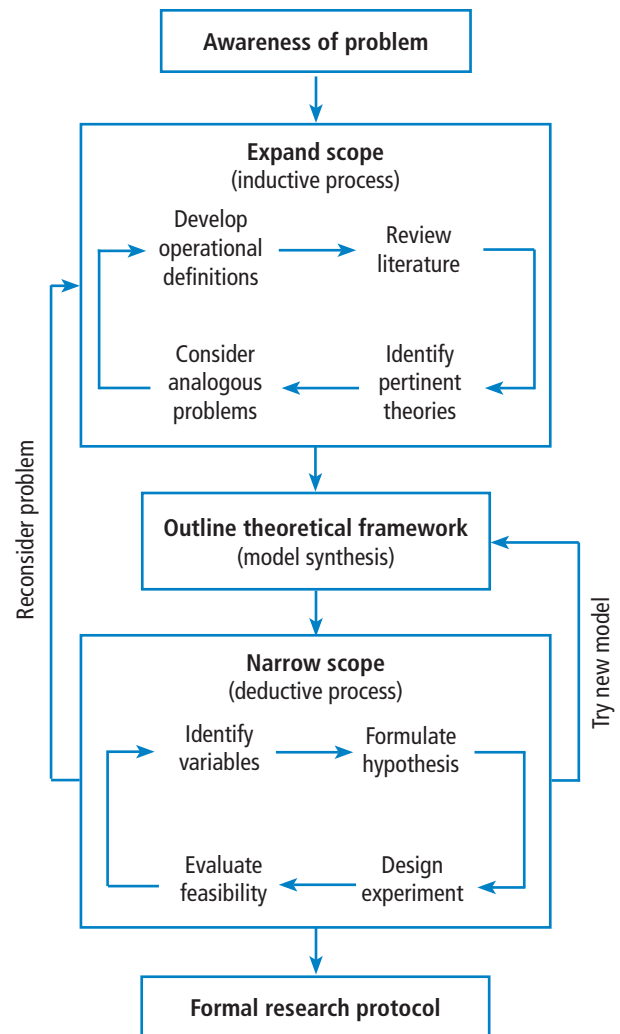 Awareness of problem
Expand scope
(inductive process)
Develop
operational
definitions
Review
literature
Consider
analogous
problems
Identify
pertinent
theories
Reconsider problem
Outline theoretical framework
(model synthesis)
Try new model
Narrow scope
(deductive process)
Identify
variables
Formulate
hypothesis
Evaluate
feasibility
Design
experiment
Formal research protocol